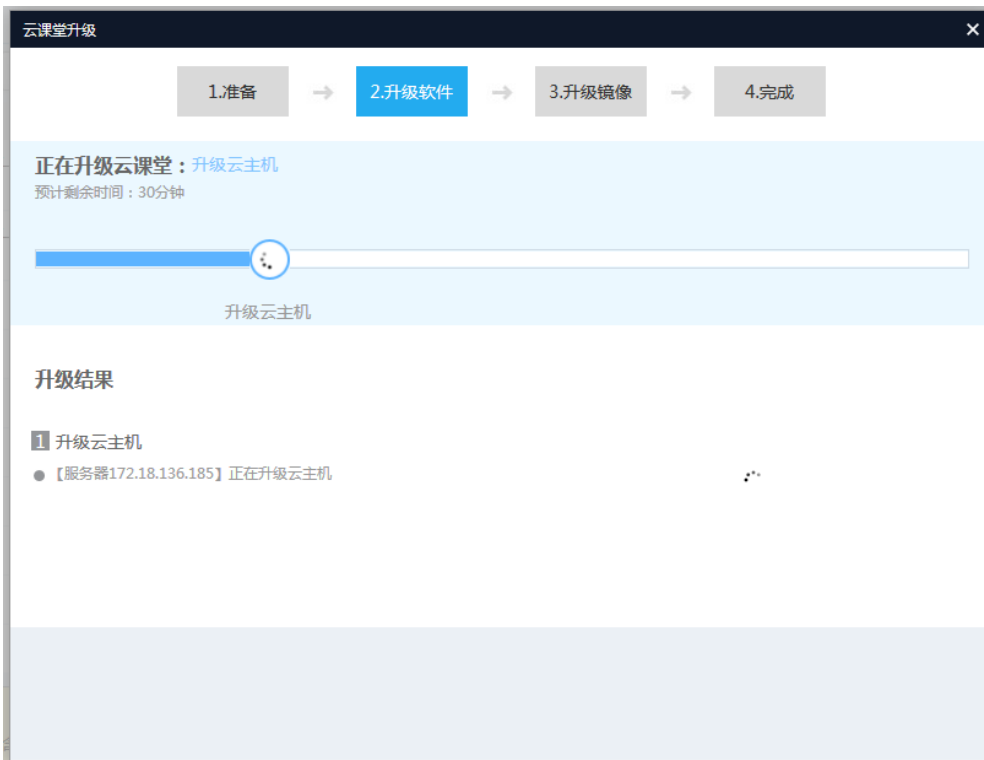 云课堂升级 ×
1.准备 → 2.升级软件 → 3.升级镜像 → 4.完成
正在升级云课堂：升级云主机
预计剩余时间：30分钟
升级云主机
升级结果
1 升级云主机
【服务器172.18.136.185】正在升级云主机